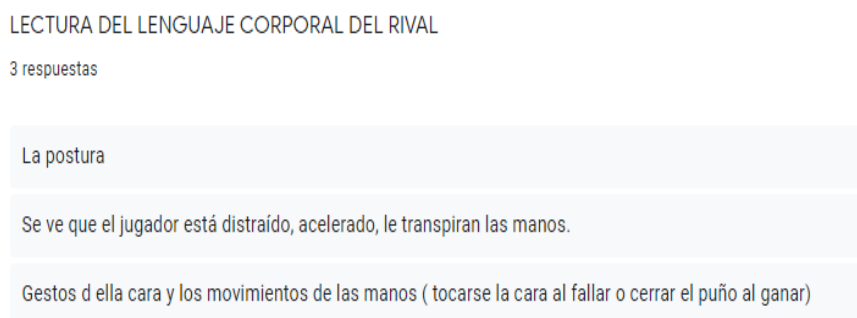 LECTURA DEL LENGUAJE CORPORAL DEL RIVAL
3 respuestas
La postura
Se ve que el jugador está distraído, acelerado, le transpiran las manos.
Gestos d ella cara y los movimientos de las manos ( tocarse la cara al fallar o cerrar el puño al ganar)